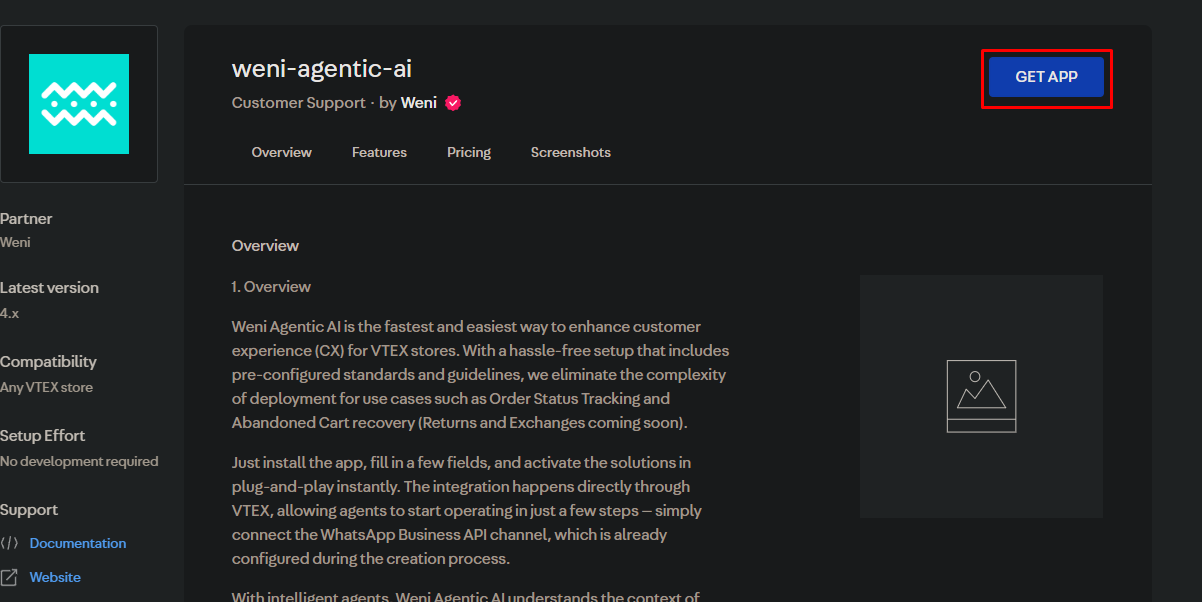 weni-agentic-ai
GET APP
Customer Support · by Weni
Overview
Features
Pricing
Screenshots
Partner
Weni
Latest version
4.x
Compatibility
Any VTEX store
Setup Effort
No development required
Support
Documentation
Website
Overview
1. Overview
Weni Agentic AI is the fastest and easiest way to enhance customer
experience (CX) for VTEX stores. With a hassle-free setup that includes
pre-configured standards and guidelines, we eliminate the complexity
of deployment for use cases such as Order Status Tracking and
Abandoned Cart recovery (Returns and Exchanges coming soon).
Just install the app, fill in a few fields, and activate the solutions in
plug-and-play instantly. The integration happens directly through
VTEX, allowing agents to start operating in just a few steps — simply
connect the WhatsApp Business API channel, which is already
configured during the creation process.
With intelligent agents, Weni Agentic AI understands the context of